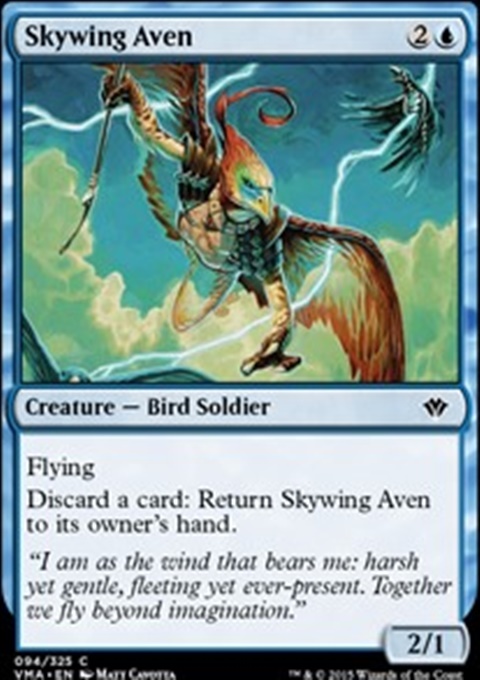 Skywing Aven 2
Creature — Bird Soldier
Flying
Discard a card: Return Skywing Aven
to its owner's hand.
"I am as the wind that bears me: harsh
yet gentle, fleeting yet ever-present. Together
we fly beyond imagination."
2/1
094/325 C
VMA • EN Matt Cavotta
™ & © 2015 Wizards of the Coast